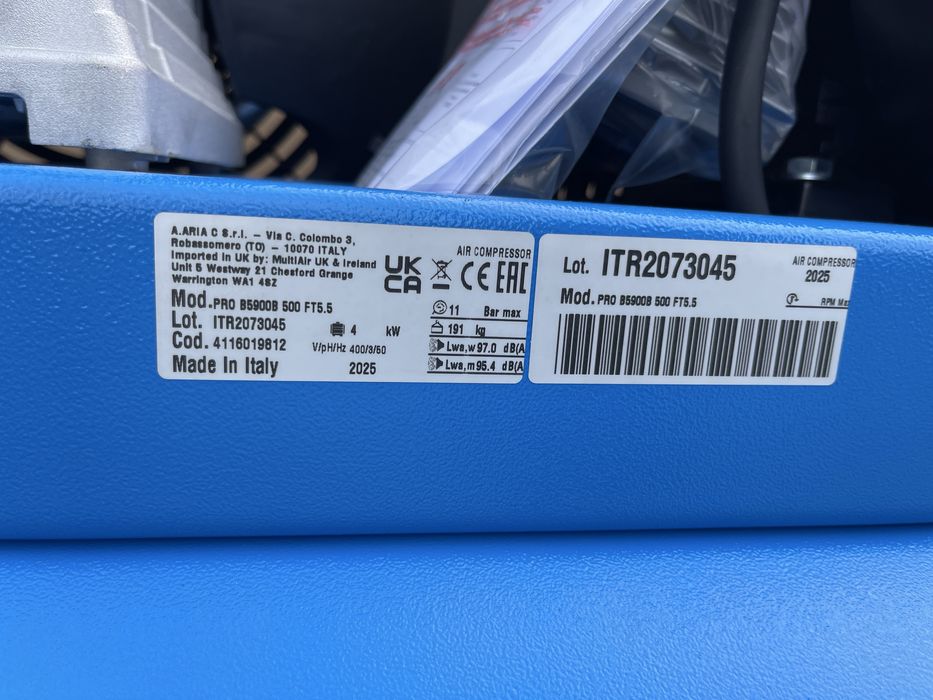 A.ARIA C S.r.l. – Via C. Colombo 3,
Robassomero (TO) – 10070 ITALY
Imported in UK by: MultiAir UK & Ireland
Unit 5 Westway 21 Chesford Grange
Warrington WA1 4SZ
Mod. PRO B5900B 500 FT5.5
Lot. ITR2073045
Cod. 4116019812
Made In Italy
4 kW
V/pH/Hz 400/3/50
2025
AIR COMPRESSOR
UK CA CE EAC
11 Bar max
191 kg
Lwa,w 97.0 dB(A
Lwa,m 95.4 dB(A
Lot. ITR2073045
AIR COMPRESSOR
2025
Mod. PRO B5900B 500 FT5.5
RPM Max